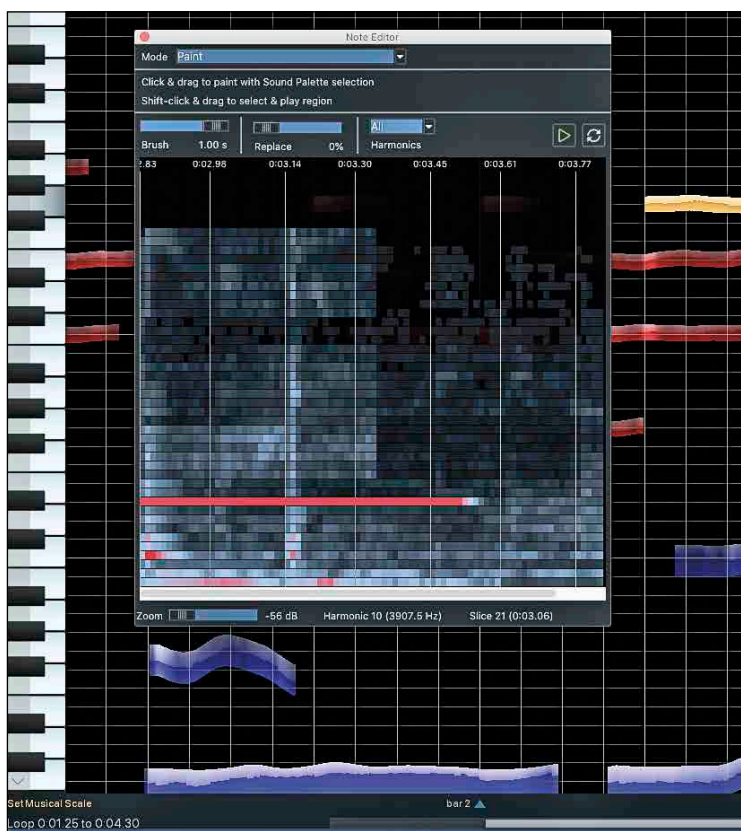 Note Editor
Mode Paint
Click & drag to paint with Sound Palette selection
Shift-click & drag to select & play region
All
Brush 1.00 s Replace 0% Harmonics
2.83 0:02.98 0:03.14 0:03.30 0:03.45 0:03.61 0:03.77
Zoom -56 dB Harmonic 10 (3907.5 Hz) Slice 21 (0:03.06)
Set Musical Scale bar 2
Loop 0:01.25 to 0:04.30